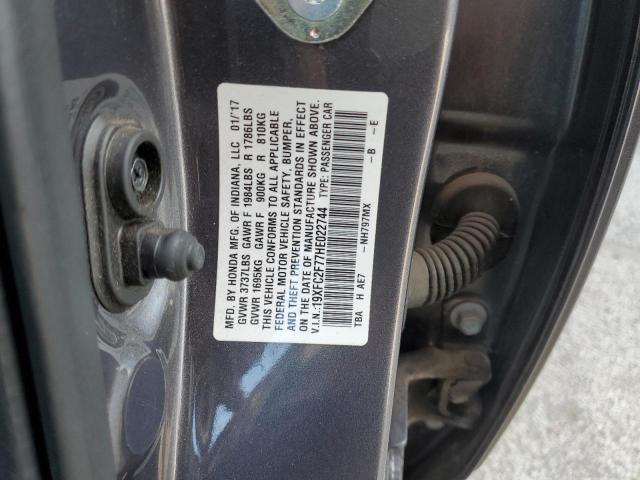 MFD. BY HONDA MFG. OF INDIANA, LLC 01/'17
GVWR 3737LBS GAWR F 1984LBS R 1786LBS
GVWR 1695KG GAWR F 900KG R 810KG
THIS VEHICLE CONFORMS TO ALL APPLICABLE
FEDERAL MOTOR VEHICLE SAFETY, BUMPER,
AND THEFT PREVENTION STANDARDS IN EFFECT
ON THE DATE OF MANUFACTURE SHOWN ABOVE.
V.I.N.:19XFC2F77HE022744 TYPE: PASSENGER CAR
TBA H AE7 -NH797MX -B -E